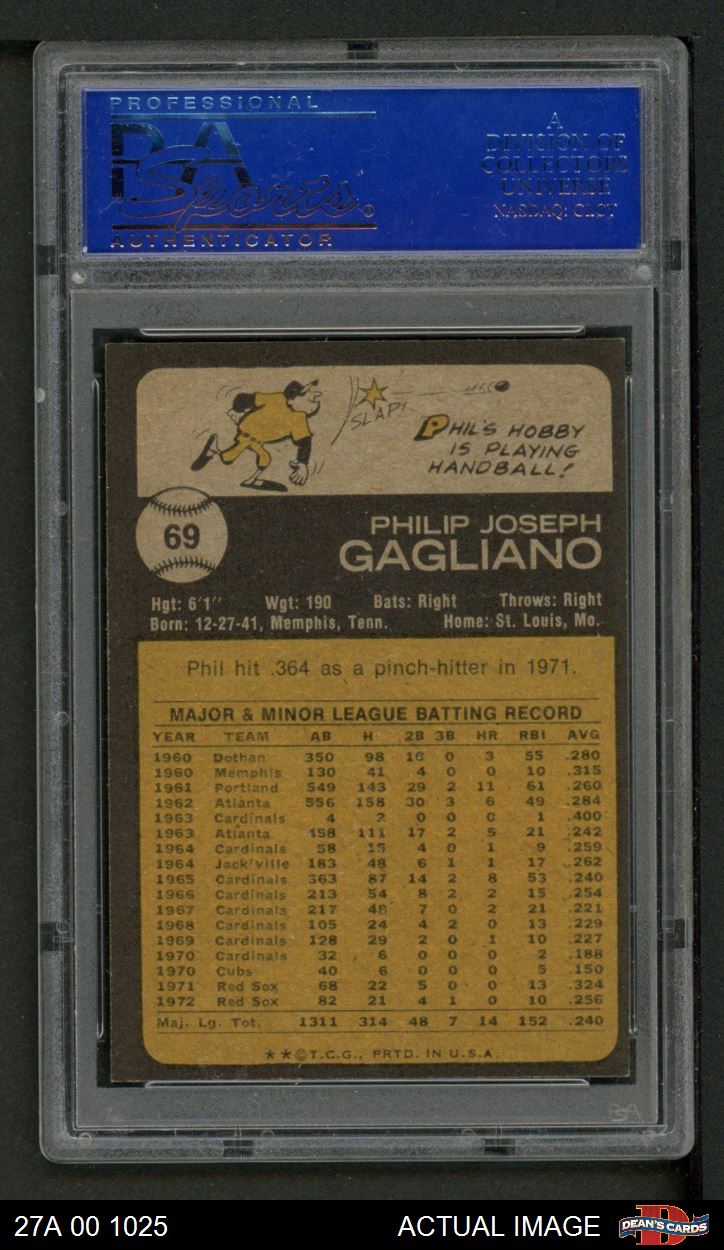 PROFESSIONAL
PSA
Sports
AUTHENTICATOR
A
DIVISION OF
COLLECTORS
UNIVERSE
NASDAQ: CLCT
SLAP!
PHIL'S HOBBY
IS PLAYING
HANDBALL!
69
PHILIP JOSEPH
GAGLIANO
Hgt: 6'1" Wgt: 190 Bats: Right Throws: Right
Born: 12-27-41, Memphis, Tenn. Home: St. Louis, Mo.
Phil hit .364 as a pinch-hitter in 1971.
MAJOR & MINOR LEAGUE BATTING RECORD
YEAR TEAM AB H 2B 3B HR RBI AVG
1960 Dothan 350 98 16 0 3 55 .280
1960 Memphis 130 41 4 0 0 10 .315
1961 Portland 549 143 29 2 11 61 .260
1962 Atlanta 556 158 30 3 6 49 .284
1963 Cardinals 4 2 0 0 0 1 .400
1963 Atlanta 458 111 17 2 5 21 .242
1964 Cardinals 58 15 4 0 1 9 .259
1964 Jack'ville 183 48 6 1 1 17 .262
1965 Cardinals 363 87 14 2 8 53 .240
1966 Cardinals 213 54 8 2 2 15 .254
1967 Cardinals 217 48 7 0 2 21 .221
1968 Cardinals 105 24 4 2 0 13 .229
1969 Cardinals 128 29 2 0 1 10 .227
1970 Cardinals 32 6 0 0 0 2 .188
1970 Cubs 40 6 0 0 0 5 .150
1971 Red Sox 68 22 5 0 0 13 .324
1972 Red Sox 82 21 4 1 0 10 .256
Maj. Lg. Tot. 1311 314 48 7 14 152 .240
★★©T.C.G., PRTD. IN U.S.A.
PSA
27A 00 1025
ACTUAL IMAGE
DEAN'S CARDS